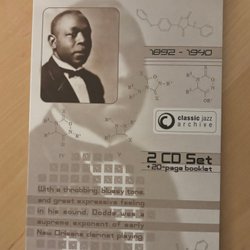 1892 - 1940
classic jazz
archive
2 CD Set
+20-page booklet
With a throbbing, bluesy tone,
and great expressive feeling
in his sound, Dodds was a
supreme exponent of early
New Orleans clarinet playing.